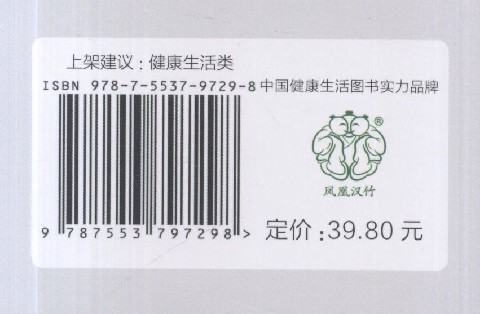 上架建议：健康生活类
ISBN 978-7-5537-9729-8
中国健康生活图书实力品牌
®
凤凰汉竹
9 787553 797298 >
定价：39.80 元